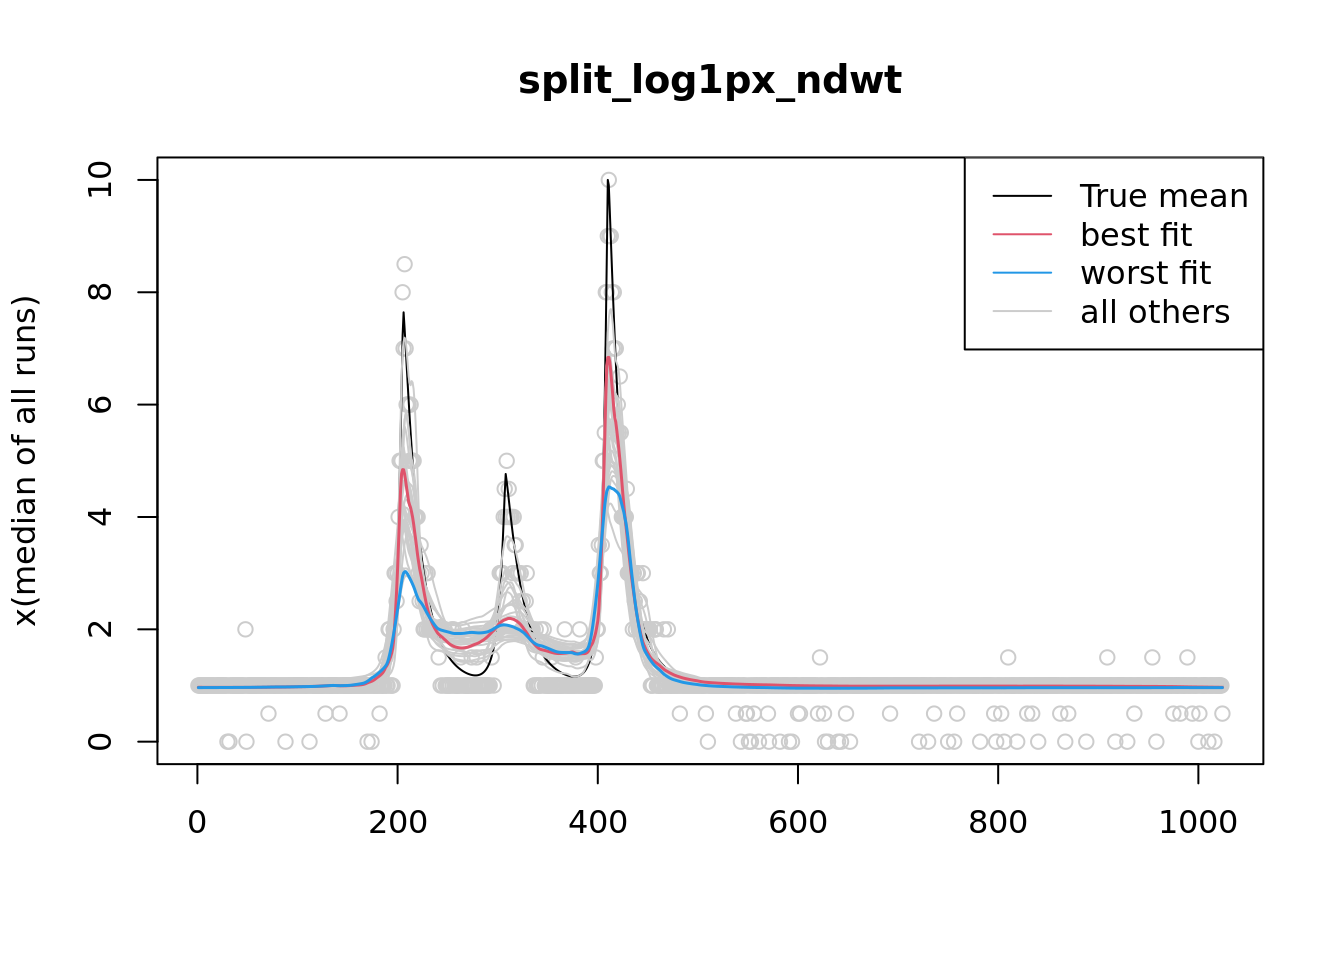 split_log1px_ndwt
True mean
best fit
worst fit
all others
x(median of all runs)
10
8
6
4
2
0
0 200 400 600 800 1000